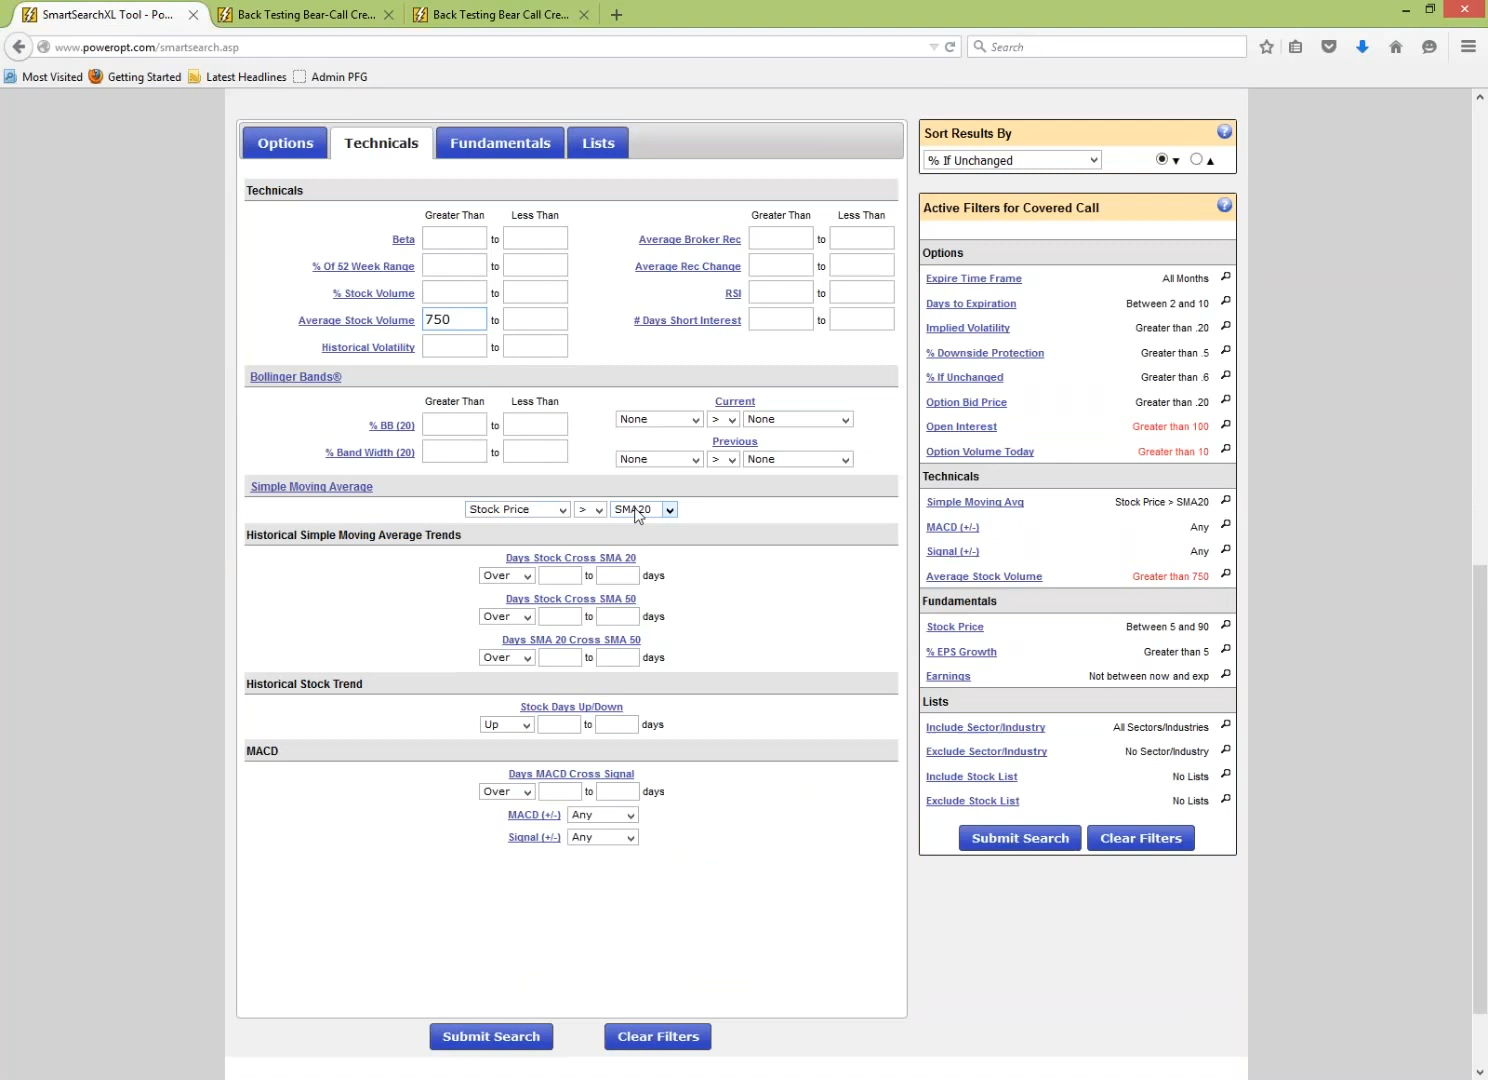 SmartSearchXL Tool - Po...
Back Testing Bear-Call Cre...
Back Testing Bear Call Cre...
www.poweropt.com/smartsearch.asp
Search
Most Visited
Getting Started
Latest Headlines
Admin PFG
Options
Technicals
Fundamentals
Lists
Technicals
Greater Than Less Than Greater Than Less Than
Beta to Average Broker Rec to
% Of 52 Week Range to Average Rec Change to
% Stock Volume to RSI to
Average Stock Volume 750 to # Days Short Interest to
Historical Volatility to
Bollinger Bands®
Greater Than Less Than Current
% BB (20) to None > None
Previous
% Band Width (20) to None > None
Simple Moving Average
Stock Price > SMA20
Historical Simple Moving Average Trends
Days Stock Cross SMA 20
Over to days
Days Stock Cross SMA 50
Over to days
Days SMA 20 Cross SMA 50
Over to days
Historical Stock Trend
Stock Days Up/Down
Up to days
MACD
Days MACD Cross Signal
Over to days
MACD (+/-) Any
Signal (+/-) Any
Submit Search Clear Filters
Sort Results By ?
% If Unchanged
Active Filters for Covered Call ?
Options
Expire Time Frame All Months
Days to Expiration Between 2 and 10
Implied Volatility Greater than .20
% Downside Protection Greater than .5
% If Unchanged Greater than .6
Option Bid Price Greater than .20
Open Interest Greater than 100
Option Volume Today Greater than 10
Technicals
Simple Moving Avg Stock Price > SMA20
MACD (+/-) Any
Signal (+/-) Any
Average Stock Volume Greater than 750
Fundamentals
Stock Price Between 5 and 90
% EPS Growth Greater than 5
Earnings Not between now and exp
Lists
Include Sector/Industry All Sectors/Industries
Exclude Sector/Industry No Sector/Industry
Include Stock List No Lists
Exclude Stock List No Lists
Submit Search Clear Filters